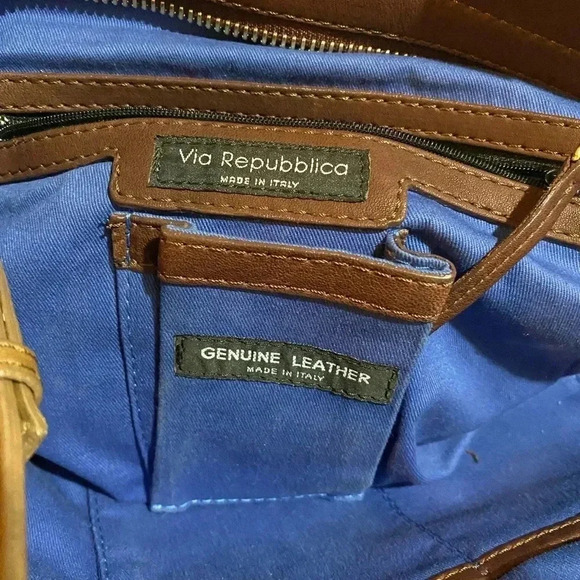 Via Repubblica
MADE IN ITALY
GENUINE LEATHER
MADE IN ITALY